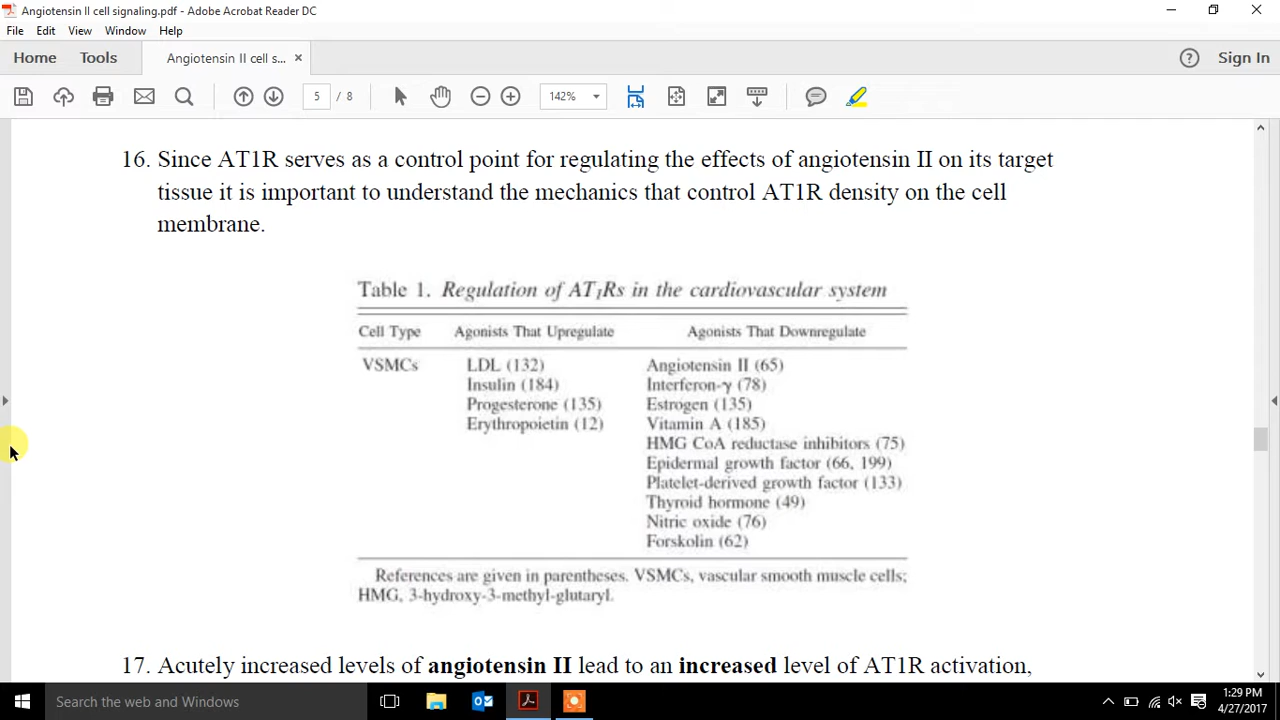 Angiotensin II cell signaling.pdf - Adobe Acrobat Reader DC
File Edit View Window Help
Home Tools Angiotensin II cell s... × Sign In
5 / 8 142%
16. Since AT1R serves as a control point for regulating the effects of angiotensin II on its target
tissue it is important to understand the mechanics that control AT1R density on the cell
membrane.
Table 1. Regulation of AT₁Rs in the cardiovascular system
Cell Type Agonists That Upregulate Agonists That Downregulate
VSMCs LDL (132) Angiotensin II (65)
Insulin (184) Interferon-γ (78)
Progesterone (135) Estrogen (135)
Erythropoietin (12) Vitamin A (185)
HMG CoA reductase inhibitors (75)
Epidermal growth factor (66, 199)
Platelet-derived growth factor (133)
Thyroid hormone (49)
Nitric oxide (76)
Forskolin (62)
References are given in parentheses. VSMCs, vascular smooth muscle cells;
HMG, 3-hydroxy-3-methyl-glutaryl.
17. Acutely increased levels of angiotensin II lead to an increased level of AT1R activation,
Search the web and Windows
1:29 PM
4/27/2017